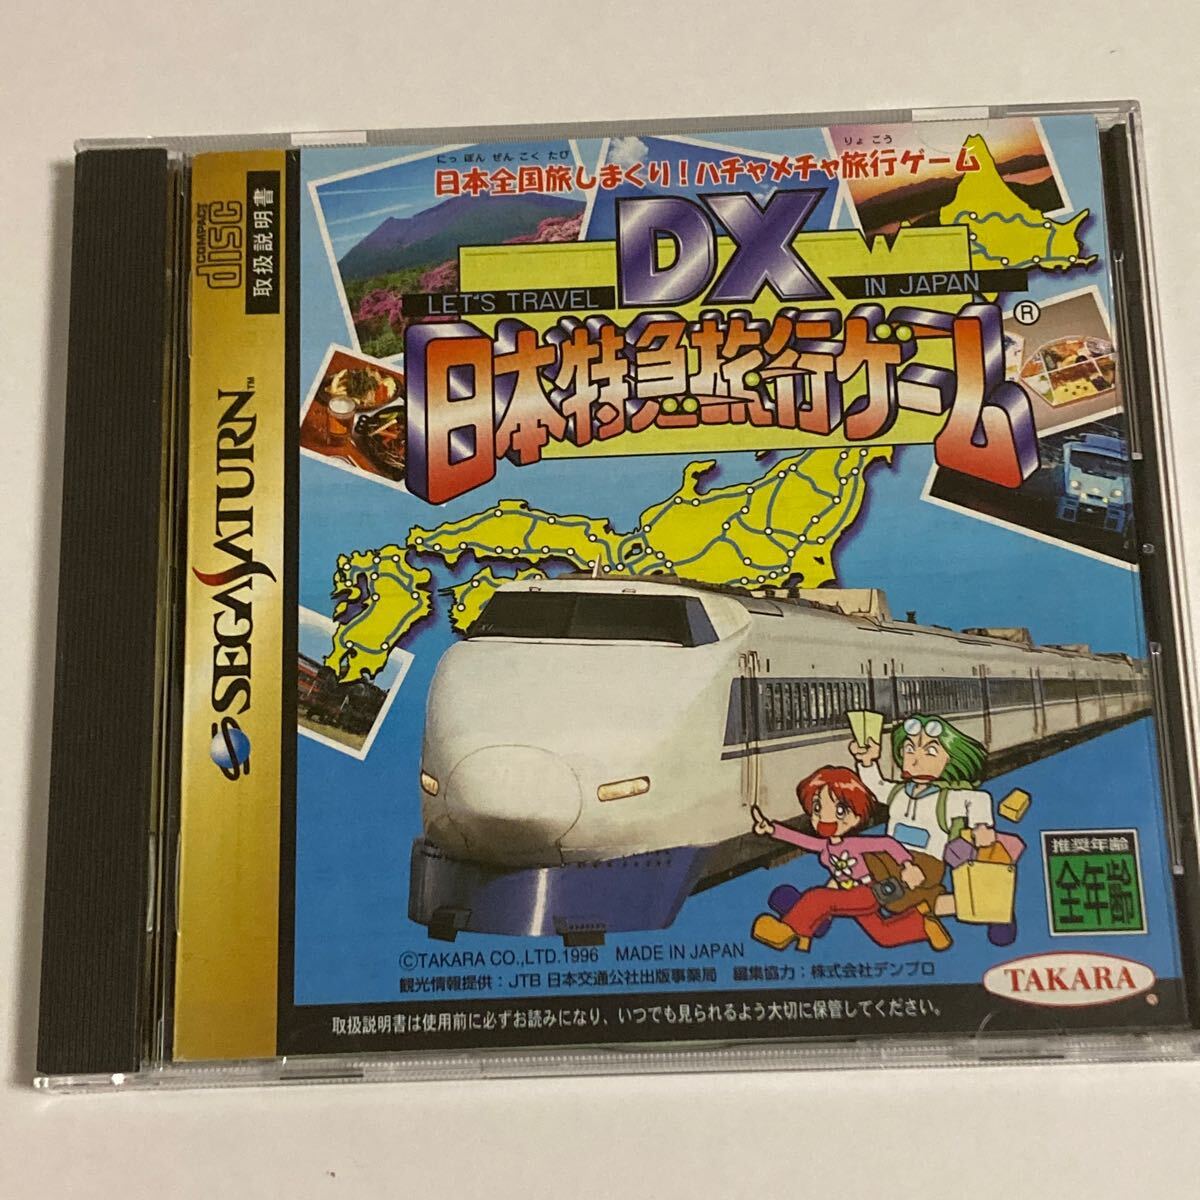 COMPACT
disc
取扱説明書
SEGA SATURN™
にっぽんぜんこくたび
りょこう
日本全国旅しまくり！ハチャメチャ旅行ゲーム
DX
LET'S TRAVEL
IN JAPAN
日本特急旅行ゲーム®
推奨年齢
全年齢
©TAKARA CO.,LTD.1996 MADE IN JAPAN
観光情報提供：JTB 日本交通公社出版事業局 編集協力：株式会社デンプロ
TAKARA
取扱説明書は使用前に必ずお読みになり、いつでも見られるよう大切に保管してください。